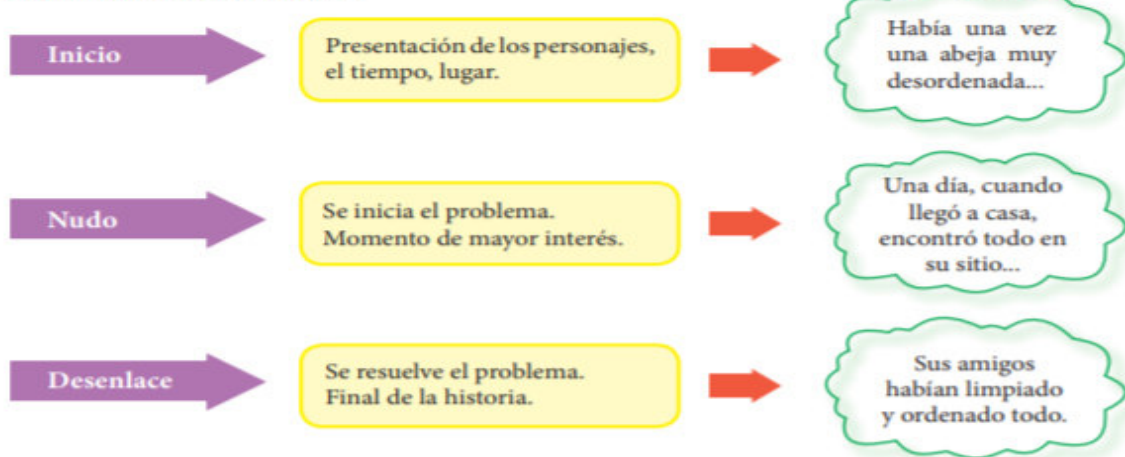 Inicio
Presentación de los personajes,
el tiempo, lugar.
Había una vez
una abeja muy
desordenada...
Nudo
Se inicia el problema.
Momento de mayor interés.
Una día, cuando
llegó a casa,
encontró todo en
su sitio...
Desenlace
Se resuelve el problema.
Final de la historia.
Sus amigos
habían limpiado
y ordenado todo.